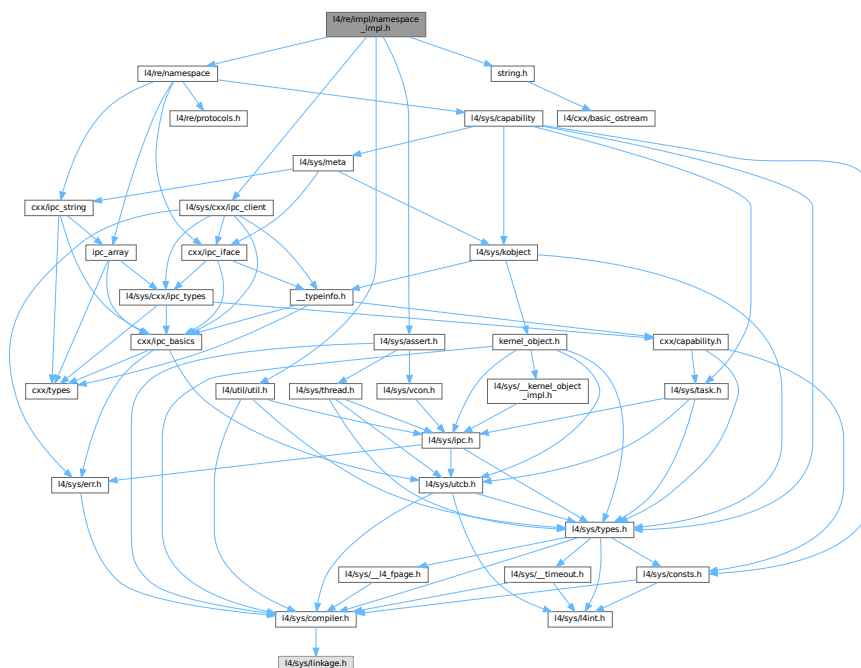 l4/re/impl/namespace
_impl.h
l4/re/namespace
string.h
l4/re/protocols.h
l4/sys/capability
l4/cxx/basic_ostream
l4/sys/meta
cxx/ipc_string
l4/sys/cxx/ipc_client
ipc_array
cxx/ipc_iface
l4/sys/kobject
l4/sys/cxx/ipc_types
__typeinfo.h
cxx/ipc_basics
l4/sys/assert.h
kernel_object.h
cxx/capability.h
cxx/types
l4/util/util.h
l4/sys/thread.h
l4/sys/vcon.h
l4/sys/__kernel_object
_impl.h
l4/sys/task.h
l4/sys/ipc.h
l4/sys/err.h
l4/sys/utcb.h
l4/sys/types.h
l4/sys/__l4_fpage.h
l4/sys/__timeout.h
l4/sys/consts.h
l4/sys/compiler.h
l4/sys/l4int.h
l4/sys/linkage.h